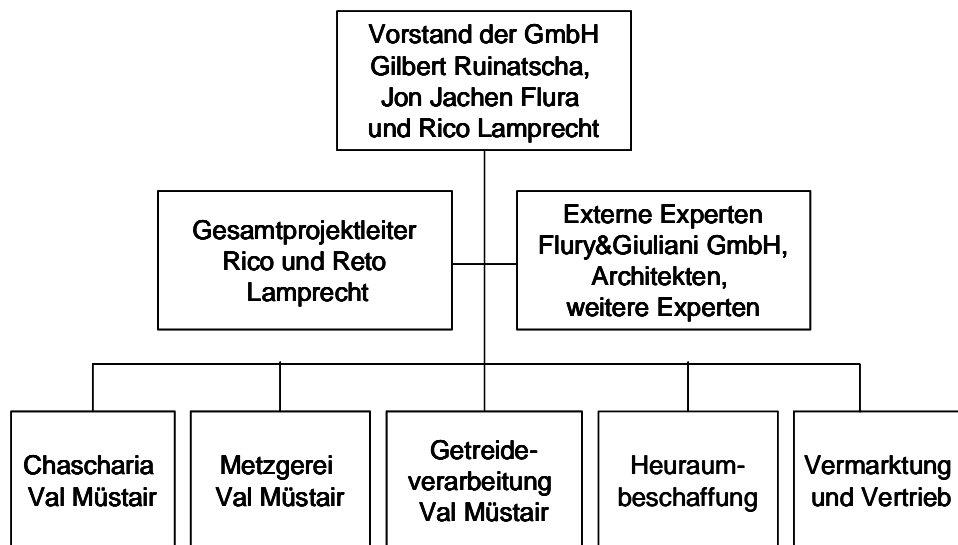 Vorstand der GmbH
Gilbert Ruinatscha,
Jon Jachen Flura
und Rico Lamprecht
Gesamtprojektleiter
Rico und Reto
Lamprecht
Externe Experten
Flury&Giuliani GmbH,
Architekten,
weitere Experten
Chascharia
Val Müstair
Metzgerei
Val Müstair
Getreide-
verarbeitung
Val Müstair
Heuraum-
beschaffung
Vermarktung
und Vertrieb